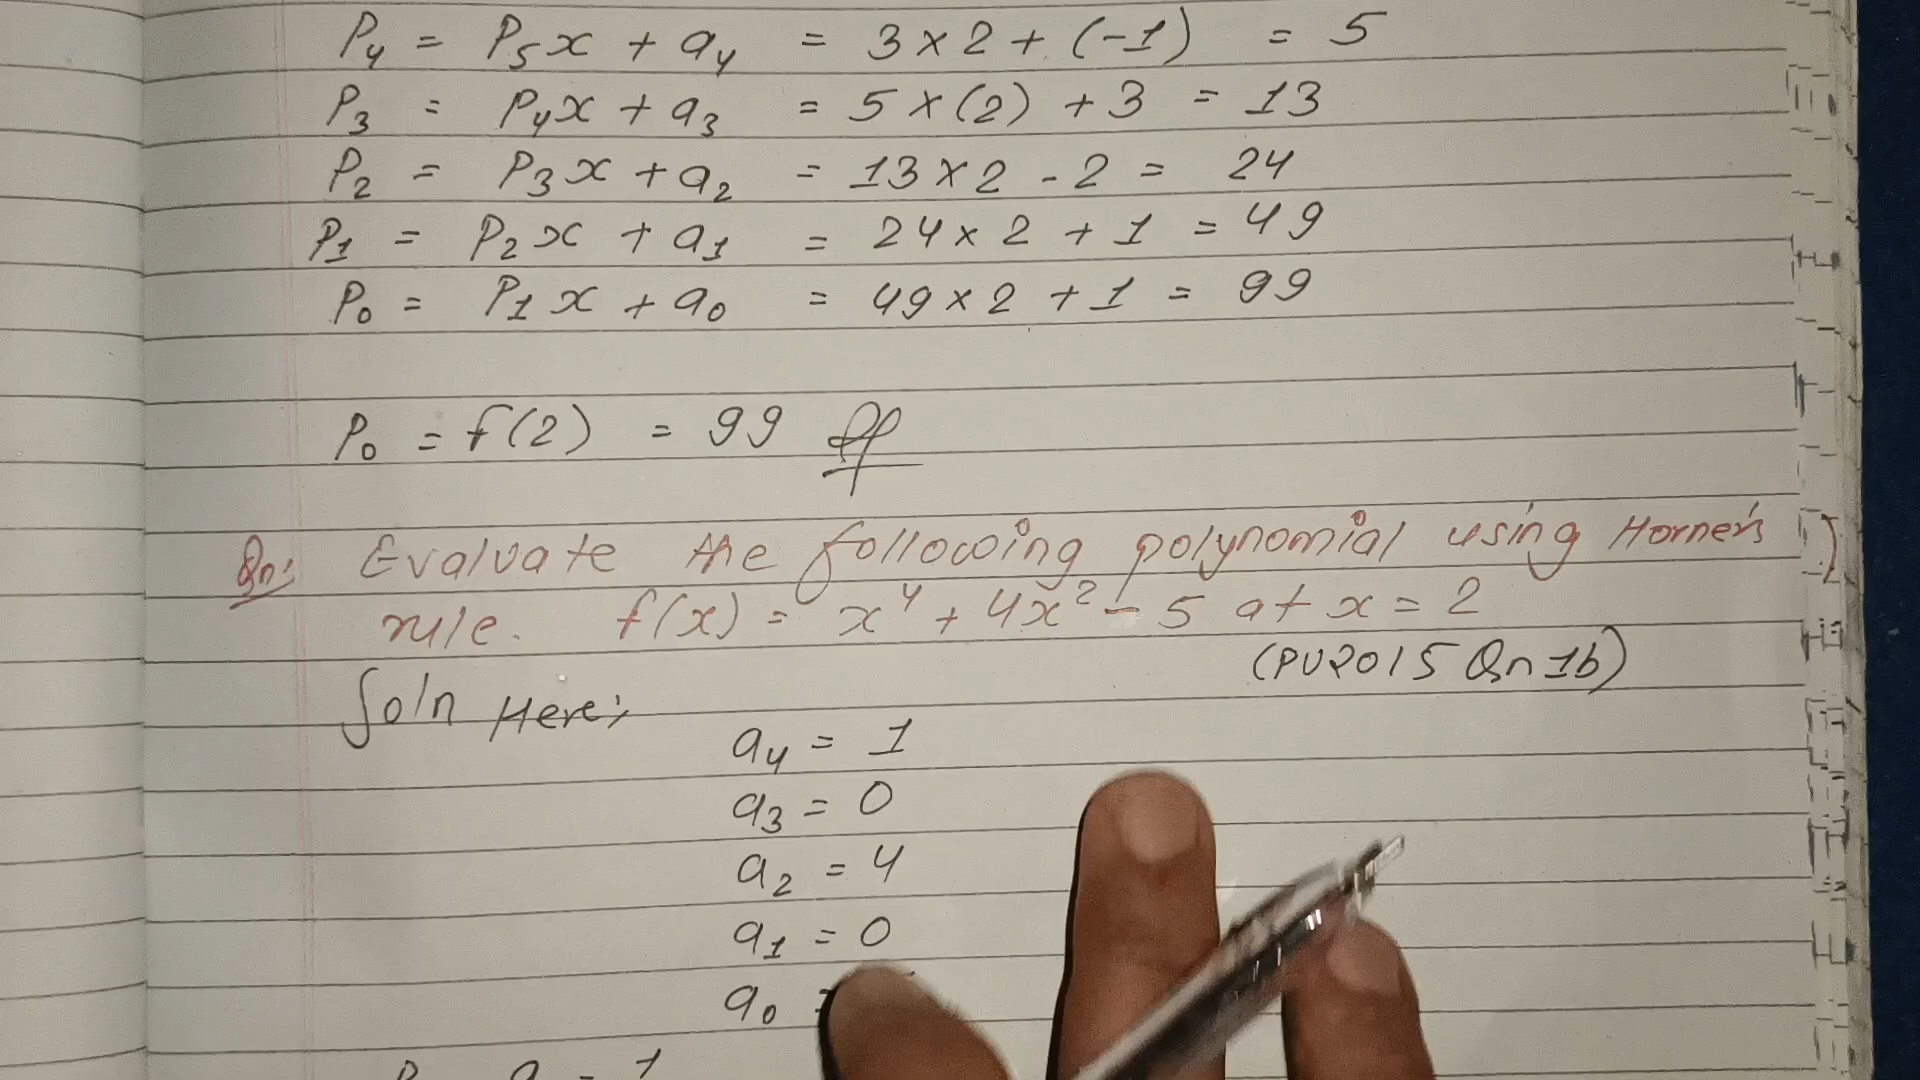 P₄ = P₅x + a₄ = 3 × 2 + (-1) = 5
P₃ = P₄x + a₃ = 5 × (2) + 3 = 13
P₂ = P₃x + a₂ = 13 × 2 - 2 = 24
P₁ = P₂x + a₁ = 24 × 2 + 1 = 49
P₀ = P₁x + a₀ = 49 × 2 + 1 = 99
P₀ = f(2) = 99
Qn: Evaluate the following polynomial using Horner's
rule. f(x) = x⁴ + 4x² - 5 at x = 2
(PU2015 Qn 1b)
Soln Here;
a₄ = 1
a₃ = 0
a₂ = 4
a₁ = 0
a₀ =